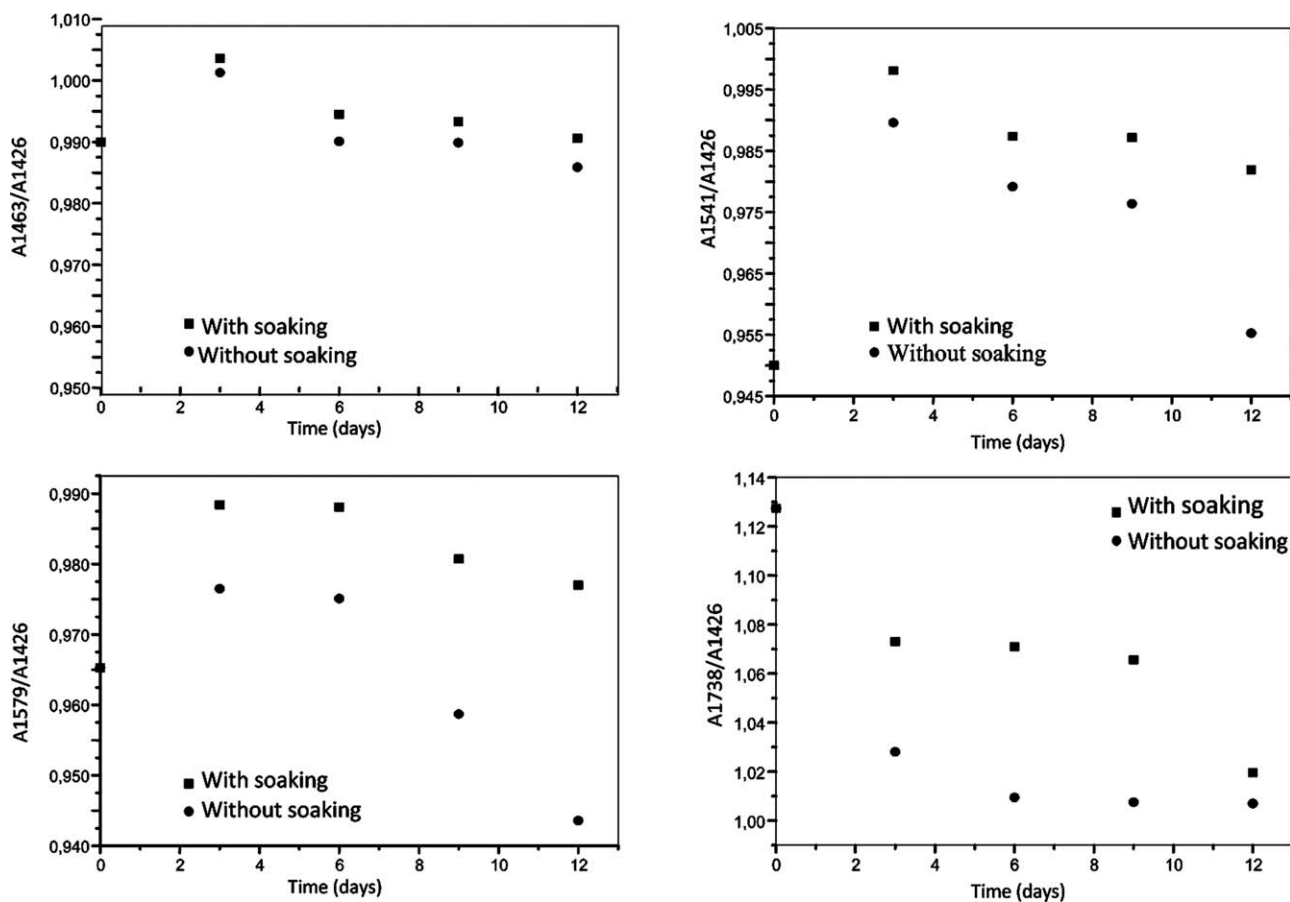 A1463/A1426
1,010
1,000
0,990
0,980
0,970
0,960
0,950
With soaking
Without soaking
0 2 4 6 8 10 12
Time (days)
A1541/A1426
1,005
0,995
0,985
0,975
0,965
0,955
0,945
With soaking
Without soaking
0 2 4 6 8 10 12
Time (days)
A1579/A1426
0,990
0,980
0,970
0,960
0,950
0,940
With soaking
Without soaking
0 2 4 6 8 10 12
Time (days)
A1738/A1426
1,14
1,12
1,10
1,08
1,06
1,04
1,02
1,00
With soaking
Without soaking
0 2 4 6 8 10 12
Time (days)